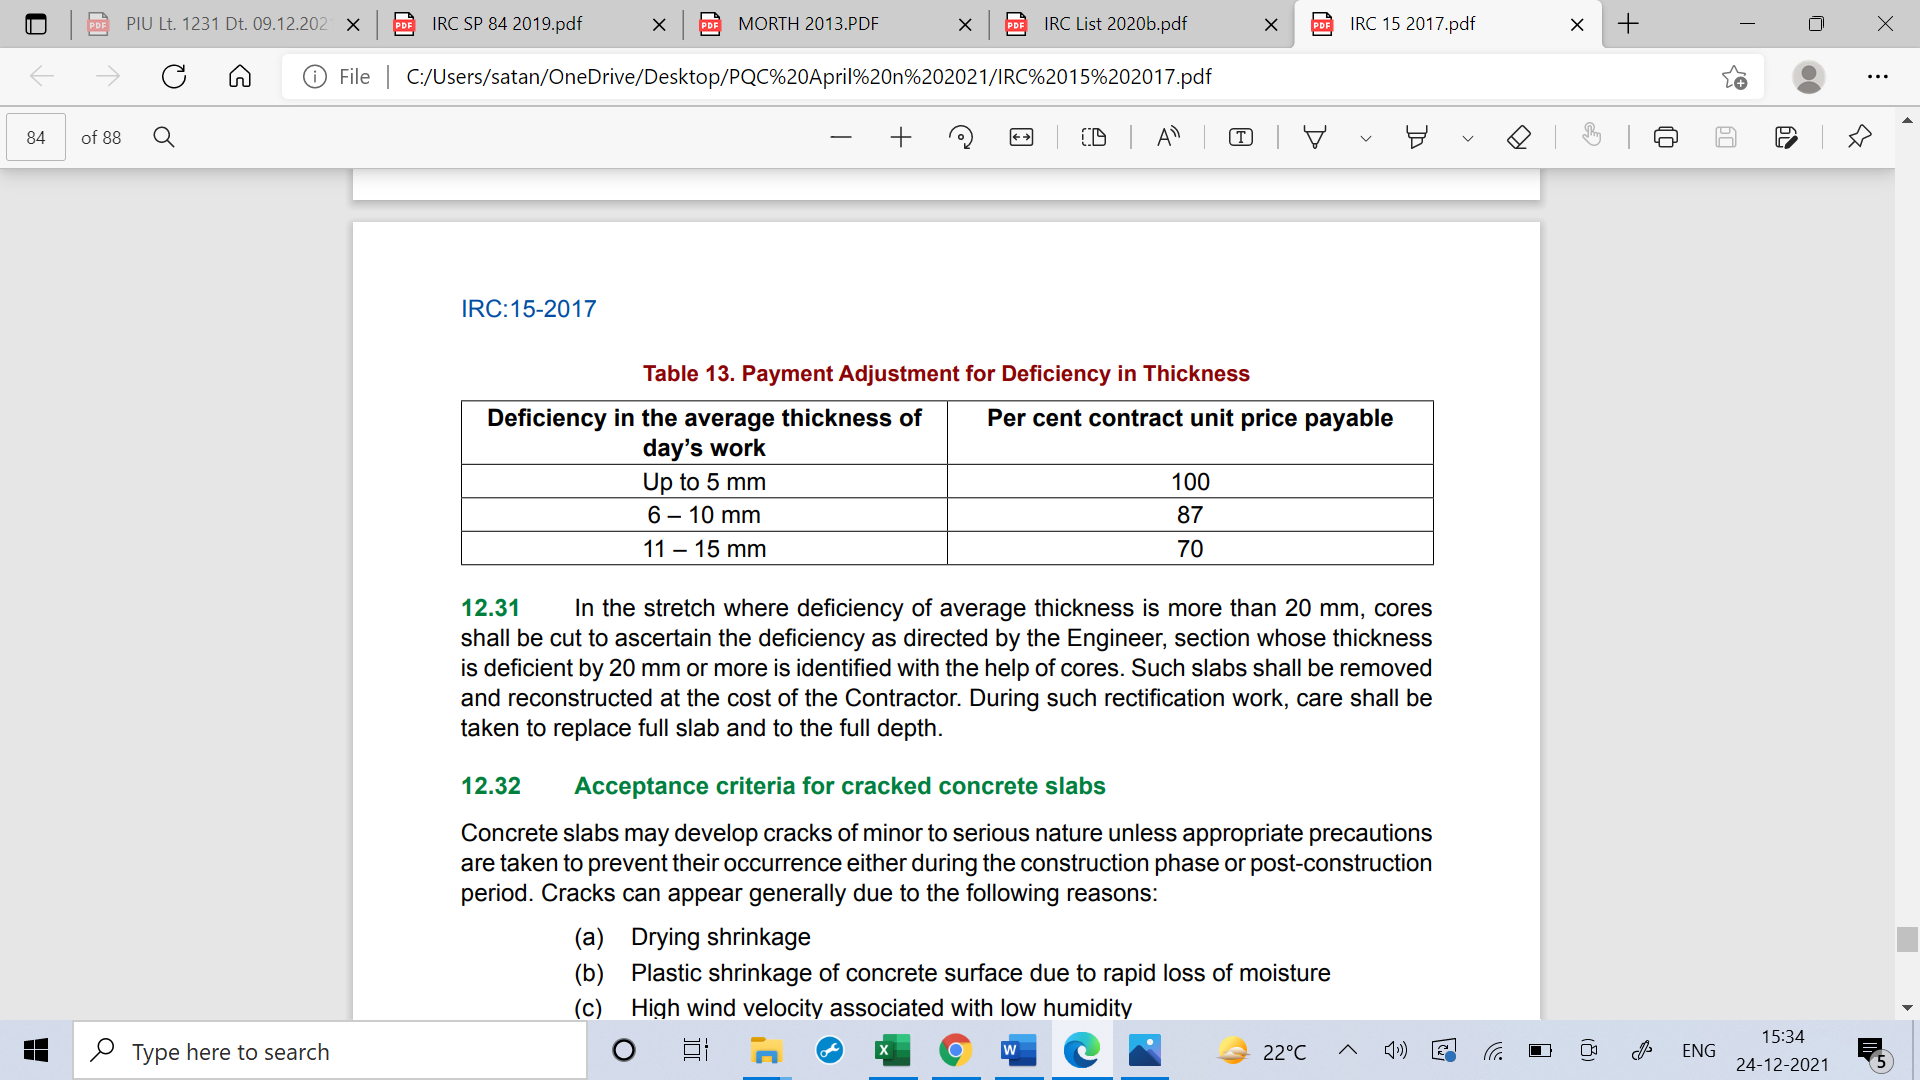 PIU Lt. 1231 Dt. 09.12.202
IRC SP 84 2019.pdf
MORTH 2013.PDF
IRC List 2020b.pdf
IRC 15 2017.pdf
File
C:/Users/satan/OneDrive/Desktop/PQC%20April%20n%202021/IRC%2015%202017.pdf
84
of 88
IRC:15-2017
Table 13. Payment Adjustment for Deficiency in Thickness
Deficiency in the average thickness of
day’s work
Per cent contract unit price payable
Up to 5 mm 100
6 – 10 mm 87
11 – 15 mm 70
12.31 In the stretch where deficiency of average thickness is more than 20 mm, cores
shall be cut to ascertain the deficiency as directed by the Engineer, section whose thickness
is deficient by 20 mm or more is identified with the help of cores. Such slabs shall be removed
and reconstructed at the cost of the Contractor. During such rectification work, care shall be
taken to replace full slab and to the full depth.
12.32 Acceptance criteria for cracked concrete slabs
Concrete slabs may develop cracks of minor to serious nature unless appropriate precautions
are taken to prevent their occurrence either during the construction phase or post-construction
period. Cracks can appear generally due to the following reasons:
(a) Drying shrinkage
(b) Plastic shrinkage of concrete surface due to rapid loss of moisture
(c) High wind velocity associated with low humidity
Type here to search
22°C
ENG
15:34
24-12-2021
5